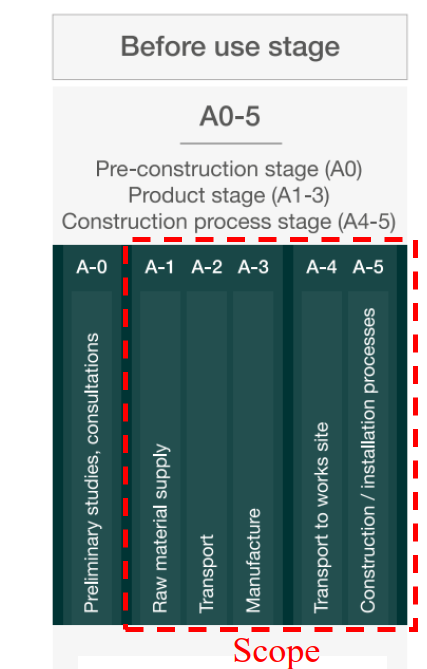 Before use stage
A0-5
Pre-construction stage (A0)
Product stage (A1-3)
Construction process stage (A4-5)
A-0
A-1
A-2
A-3
A-4
A-5
Preliminary studies, consultations
Raw material supply
Transport
Manufacture
Transport to works site
Construction / installation processes
Scope